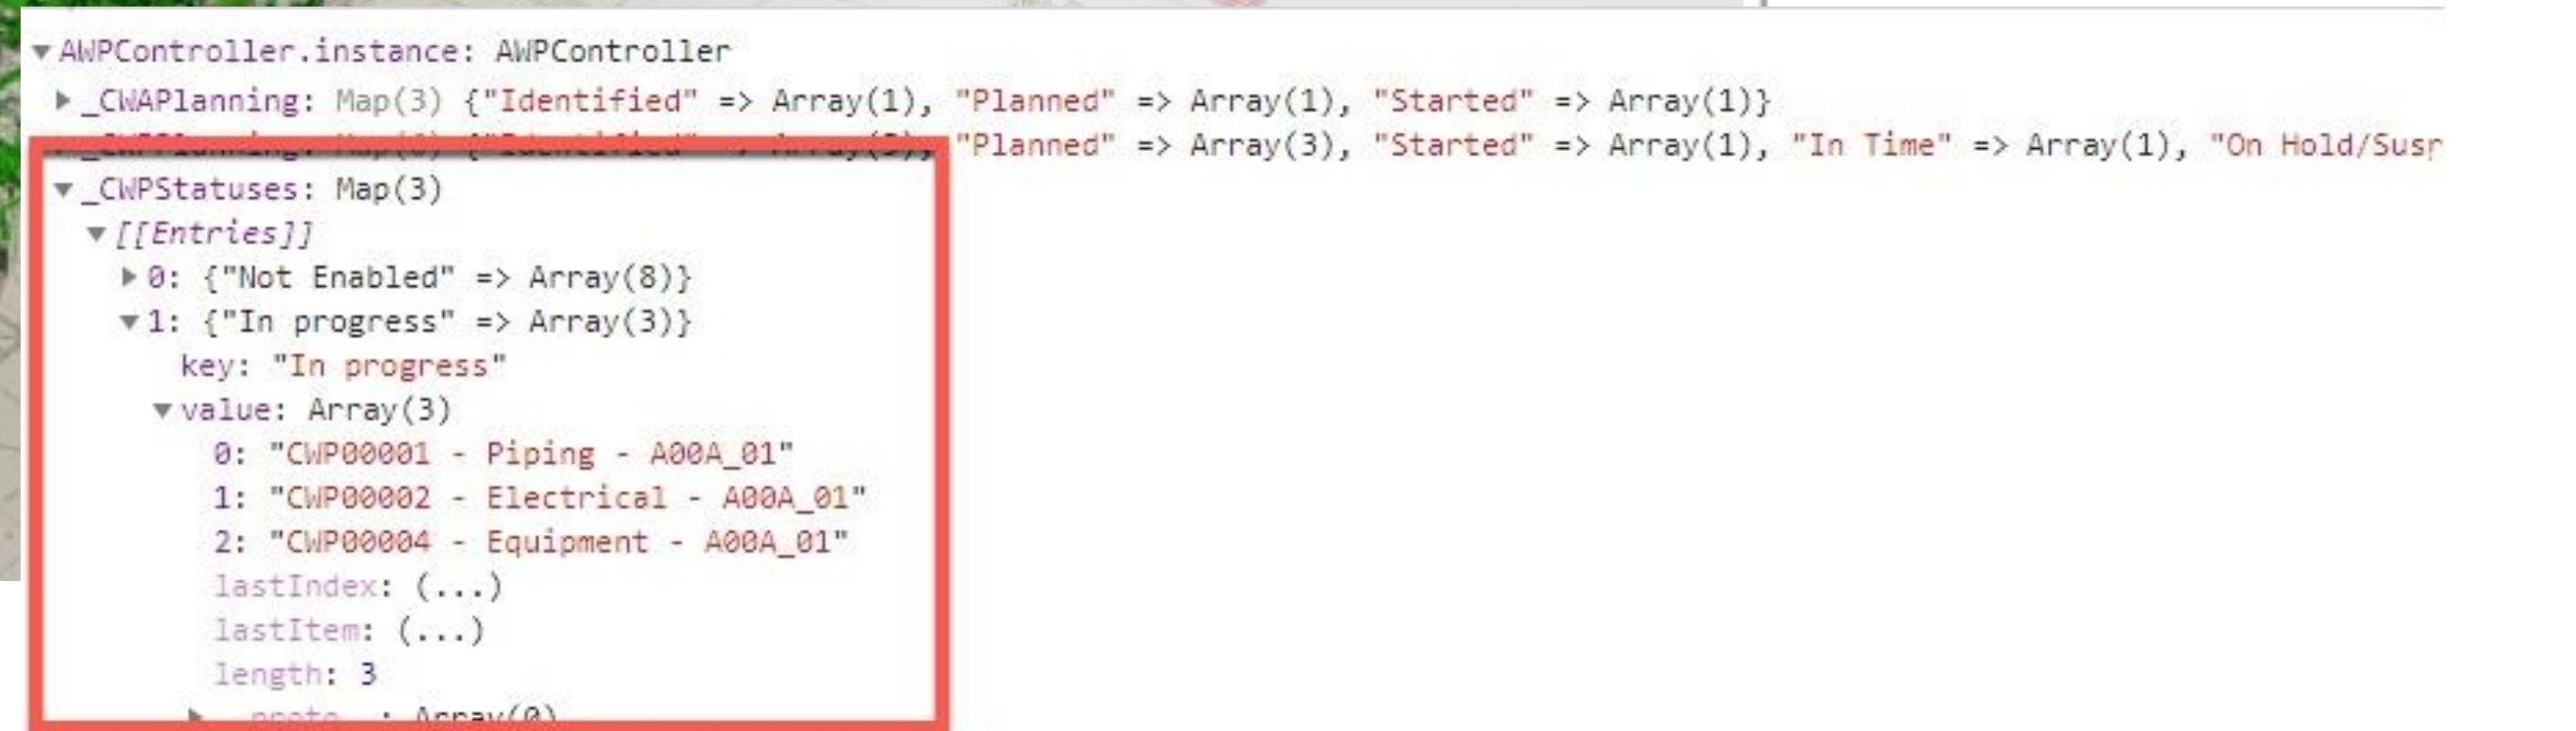 AWPController.instance: AWPController
_CWAPlanning: Map(3) {"Identified" => Array(1), "Planned" => Array(1), "Started" => Array(1)}
"Planned" => Array(3), "Started" => Array(1), "In Time" => Array(1), "On Hold/Susp
_CWPStatuses: Map(3)
[[Entries]]
0: {"Not Enabled" => Array(8)}
1: {"In progress" => Array(3)}
key: "In progress"
value: Array(3)
0: "CWP00001 - Piping - A00A_01"
1: "CWP00002 - Electrical - A00A_01"
2: "CWP00004 - Equipment - A00A_01"
lastIndex: (...)
lastItem: (...)
length: 3
__proto__: Array(0)